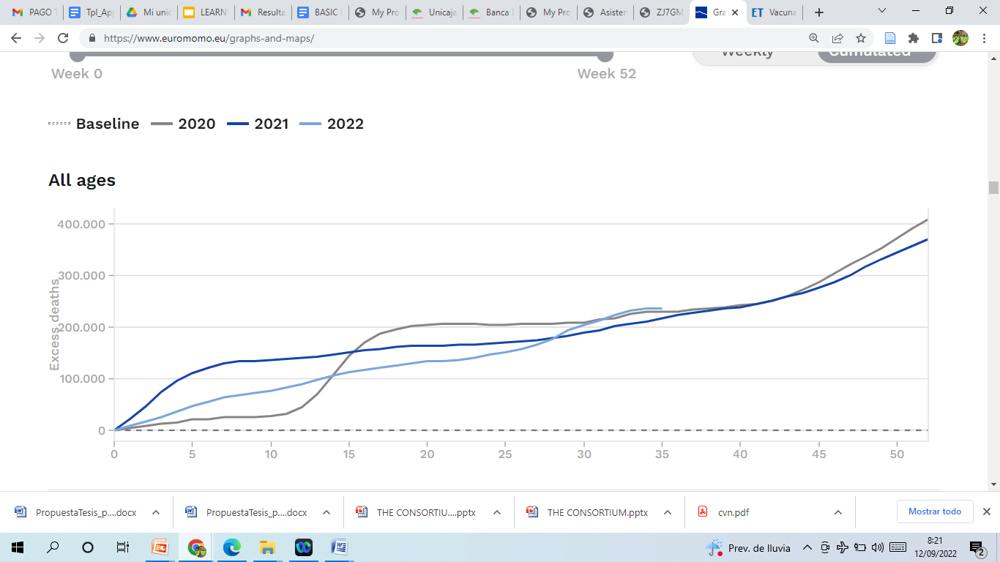 PAGO T
Tpl_App
Mi unic
LEARN
Resulta
BASIC
My Pro
Unicaja
Banca
My Pro
Asisten
ZJ7GM
Gra
ET Vacuna
https://www.euromomo.eu/graphs-and-maps/
Weekly Cumulated
Week 0 Week 52
Baseline 2020 2021 2022
All ages
Excess deaths
400.000
300.000
200.000
100.000
0
0 5 10 15 20 25 30 35 40 45 50
PropuestaTesis_p....docx PropuestaTesis_p....docx THE CONSORTIU....pptx THE CONSORTIUM.pptx cvn.pdf Mostrar todo
Prev. de lluvia 8:21
12/09/2022 2